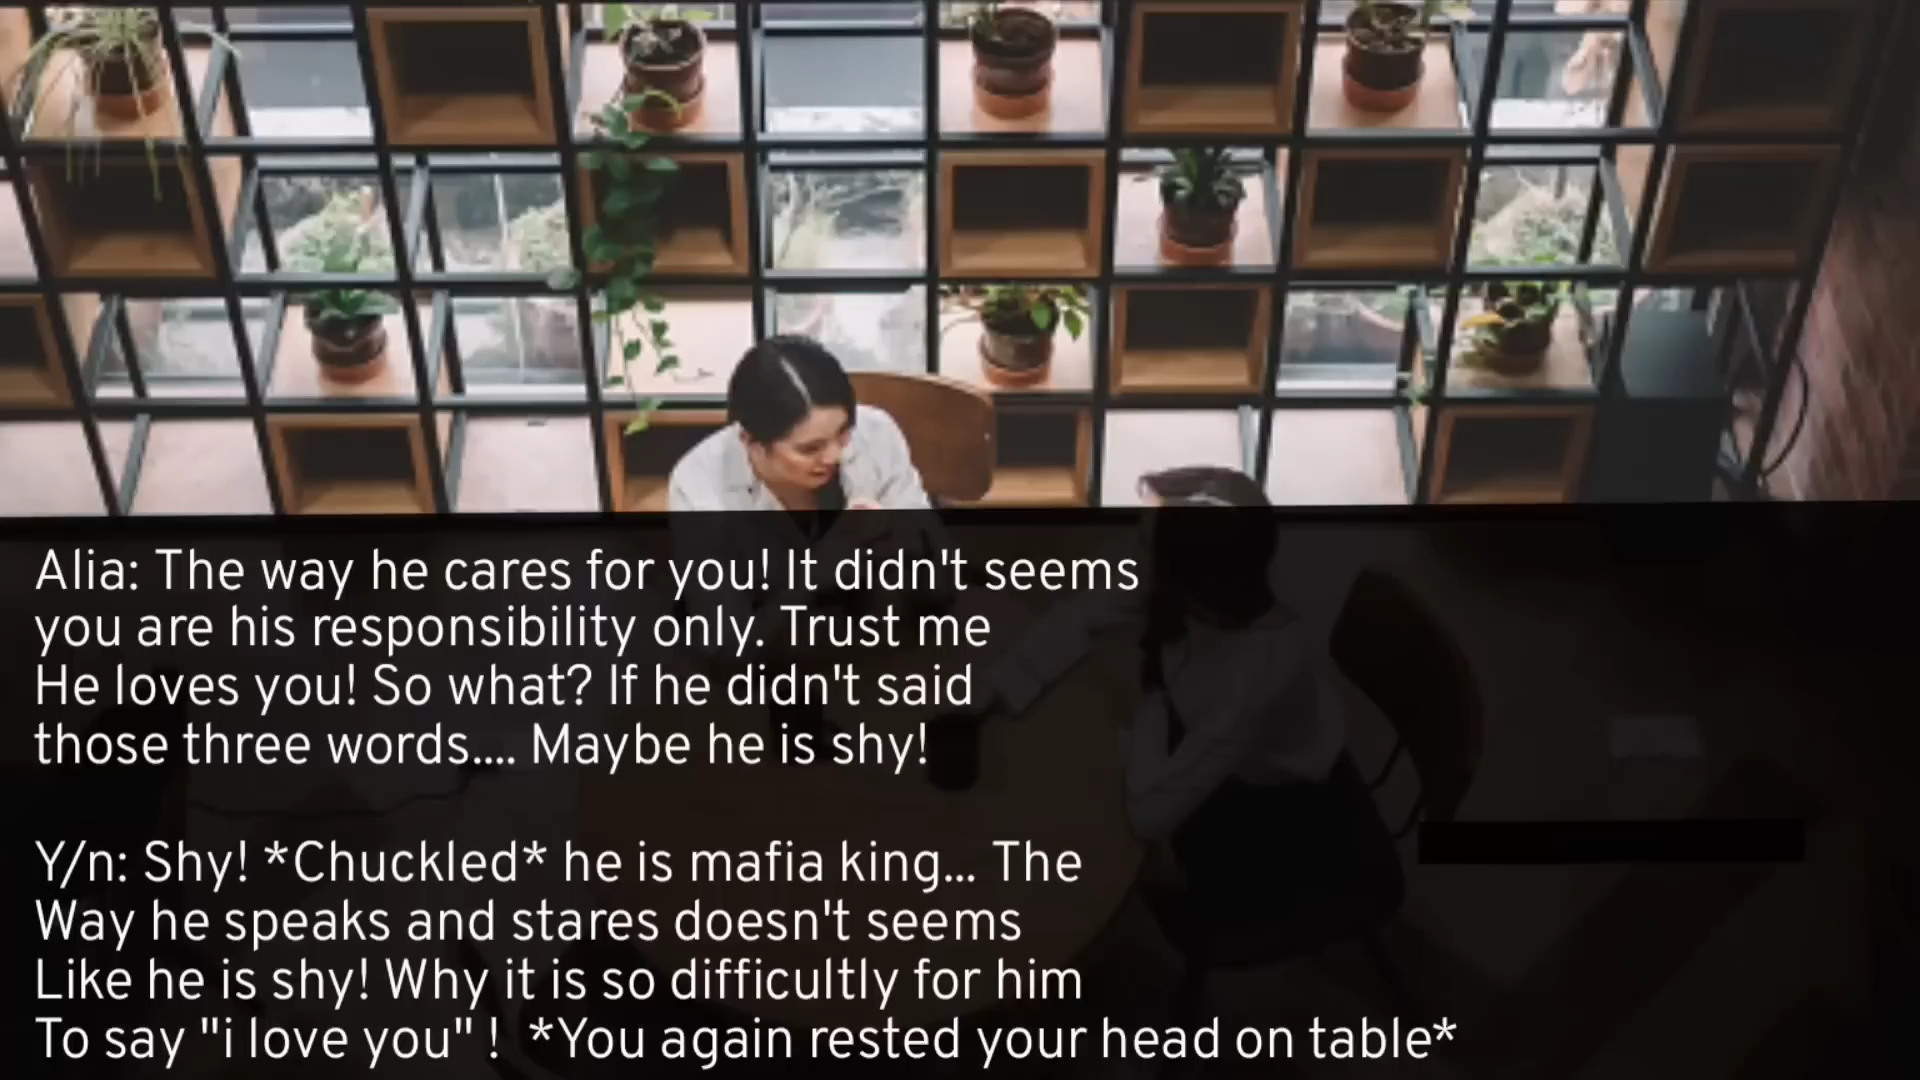 Alia: The way he cares for you! It didn't seems
you are his responsibility only. Trust me
He loves you! So what? If he didn't said
those three words.... Maybe he is shy!
Y/n: Shy! *Chuckled* he is mafia king... The
Way he speaks and stares doesn't seems
Like he is shy! Why it is so difficultly for him
To say "i love you" ! *You again rested your head on table*